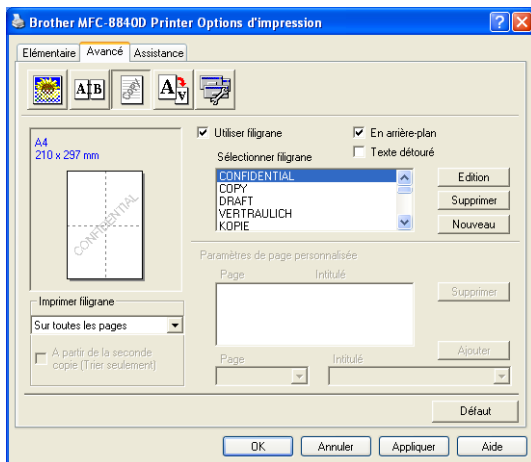 Brother MFC-8840D Printer Options d'impression
Elémentaire Avancé Assistance
A B COPY A A
A4
210 x 297 mm
CONFIDENTIAL
Utiliser filigrane
En arrière-plan
Texte détouré
Sélectionner filigrane
CONFIDENTIAL
COPY
DRAFT
VERTRAULICH
KOPIE
Edition
Supprimer
Nouveau
Imprimer filigrane
Sur toutes les pages
A partir de la seconde
copie (Trier seulement)
Paramètres de page personnalisée
Page Intitulé
Supprimer
Ajouter
Page Intitulé
Défaut
OK Annuler Appliquer Aide